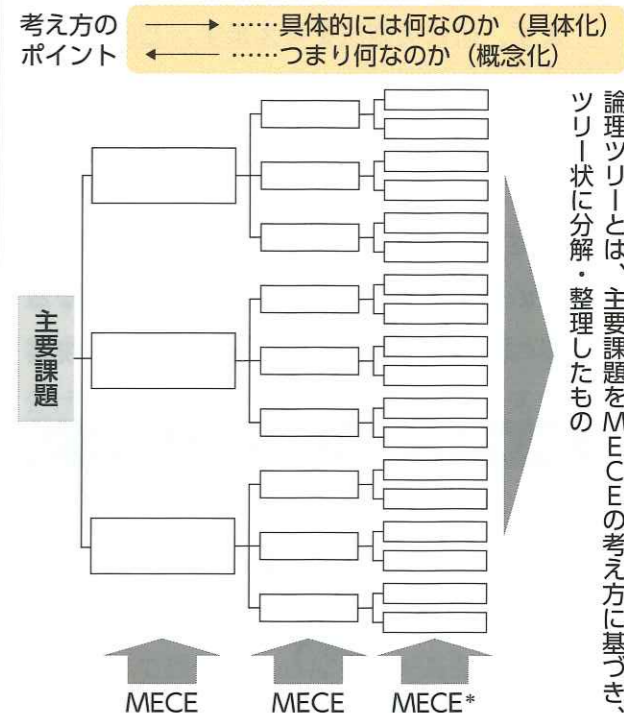 考え方の
ポイント
……具体的には何なのか（具体化）
……つまり何なのか（概念化）
主要課題
論理ツリーとは、主要課題をMECEの考え方に基づき、
ツリー状に分解・整理したもの
MECE
MECE
MECE*